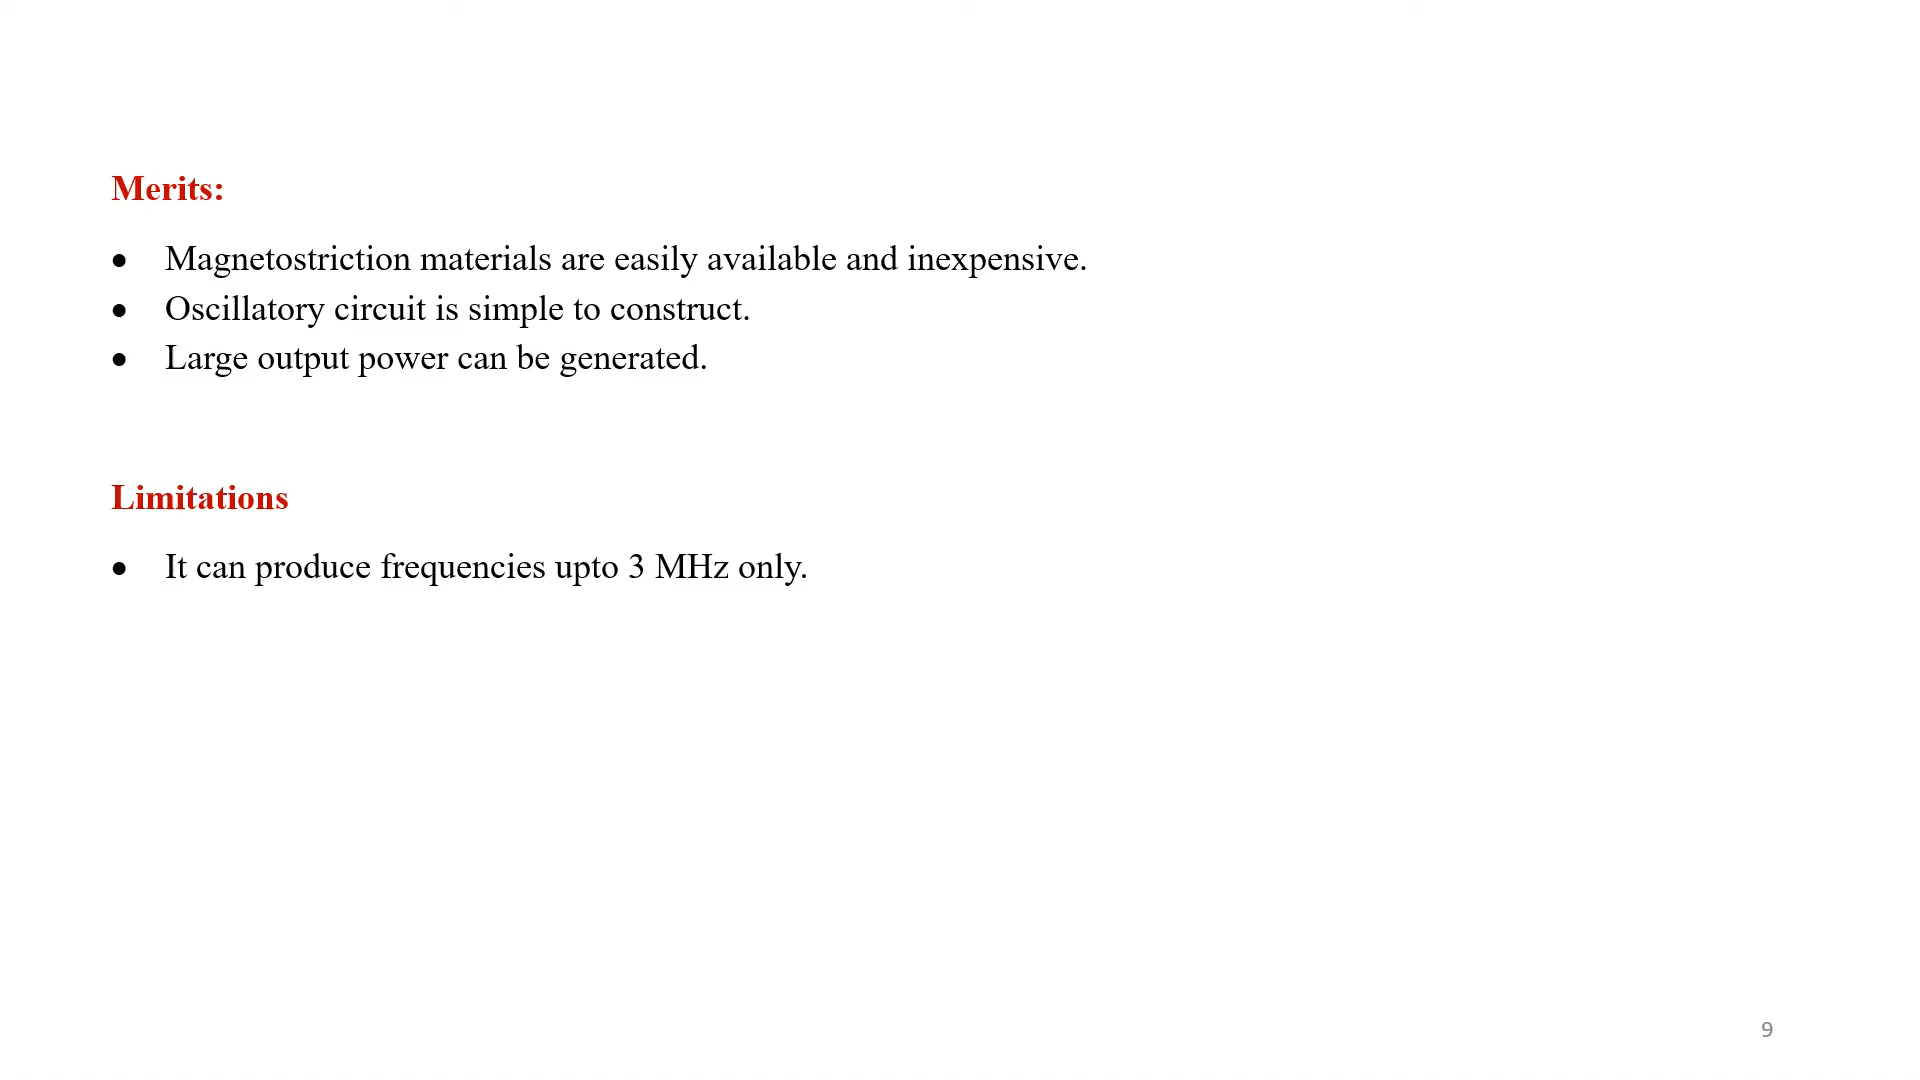 Merits:
• Magnetostriction materials are easily available and inexpensive.
• Oscillatory circuit is simple to construct.
• Large output power can be generated.
Limitations
• It can produce frequencies upto 3 MHz only.
9